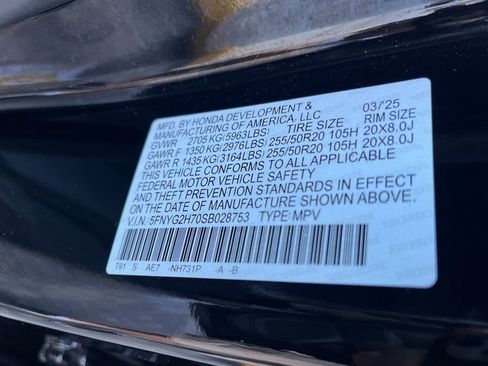 MFD. BY HONDA DEVELOPMENT & 03/'25
MANUFACTURING OF AMERICA, LLC
GVWR 2705 KG(5963LBS) TIRE SIZE RIM SIZE
GAWR F 1350 KG(2976LBS) 255/50R20 105H 20X8.0J
GAWR R 1435 KG(3164LBS) 255/50R20 105H 20X8.0J
THIS VEHICLE CONFORMS TO ALL APPLICABLE
FEDERAL MOTOR VEHICLE SAFETY
AND THEFT PREVENTION STANDARDS IN EFFECT
ON THE DATE OF MANUFACTURE SHOWN ABOVE.
V.I.N. 5FNYG2H70SB028753 TYPE: MPV
T91 S AE7 -NH731P -A -B